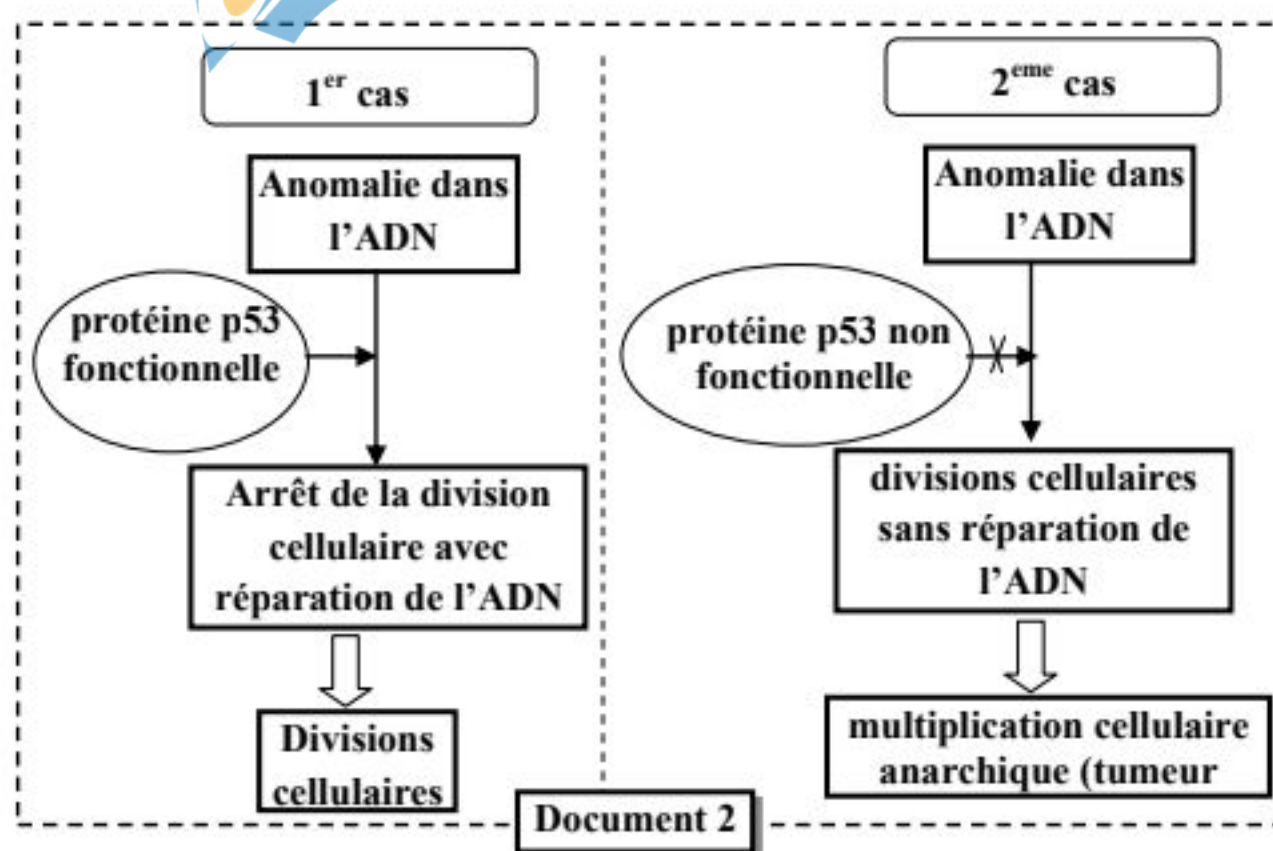 1er cas
Anomalie dans
l'ADN
protéine p53
fonctionnelle
Arrêt de la division
cellulaire avec
réparation de l'ADN
Divisions
cellulaires
2eme cas
Anomalie dans
l'ADN
protéine p53 non
fonctionnelle
divisions cellulaires
sans réparation de
l'ADN
multiplication cellulaire
anarchique (tumeur
Document 2